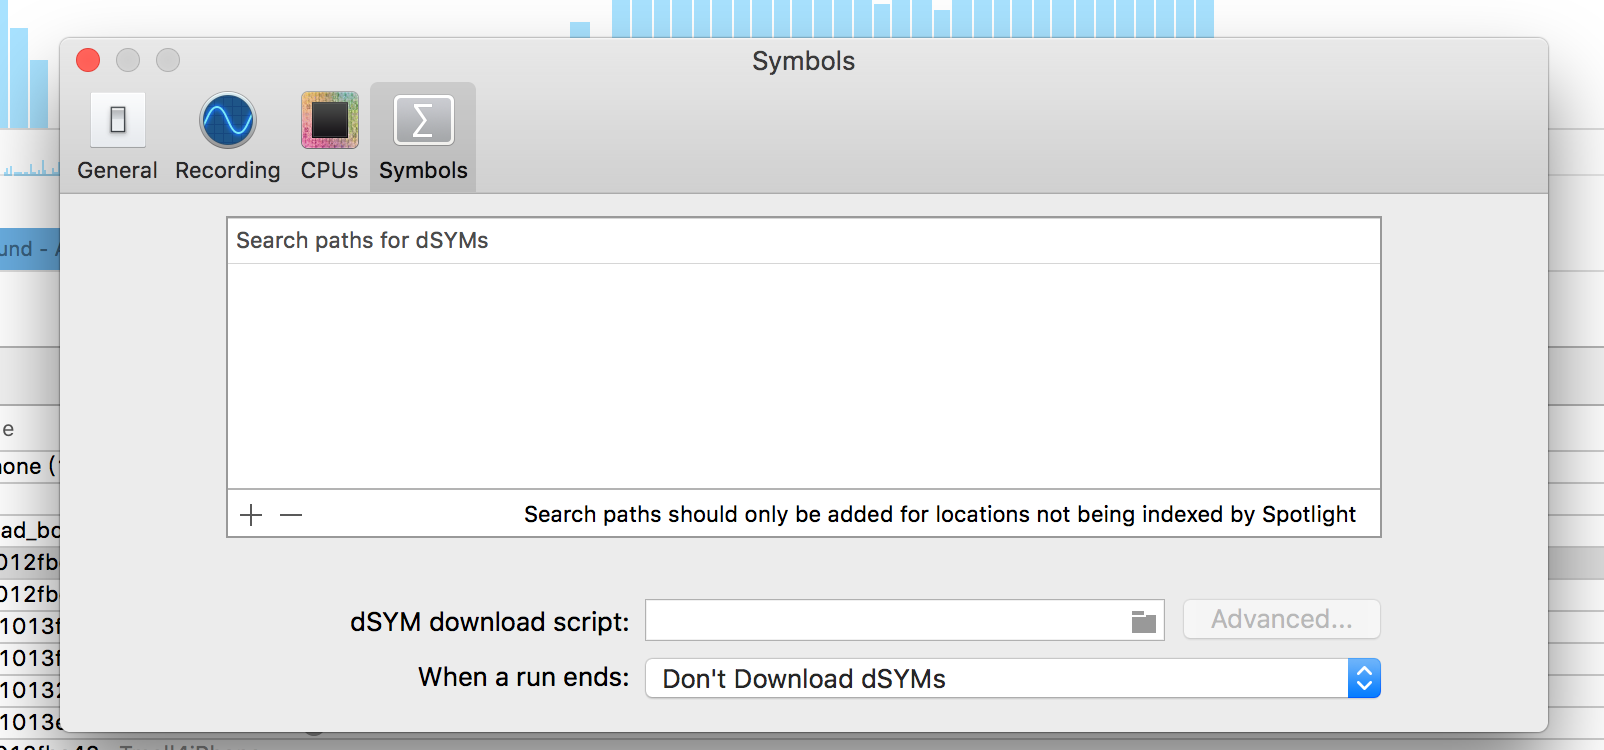 Symbols
General
Recording
CPUs
Symbols
Search paths for dSYMs
Search paths should only be added for locations not being indexed by Spotlight
dSYM download script:
Advanced...
When a run ends:
Don't Download dSYMs
und -
e
one (
ad_bo
012fb
012fb
1013f
1013f
10132
1013e